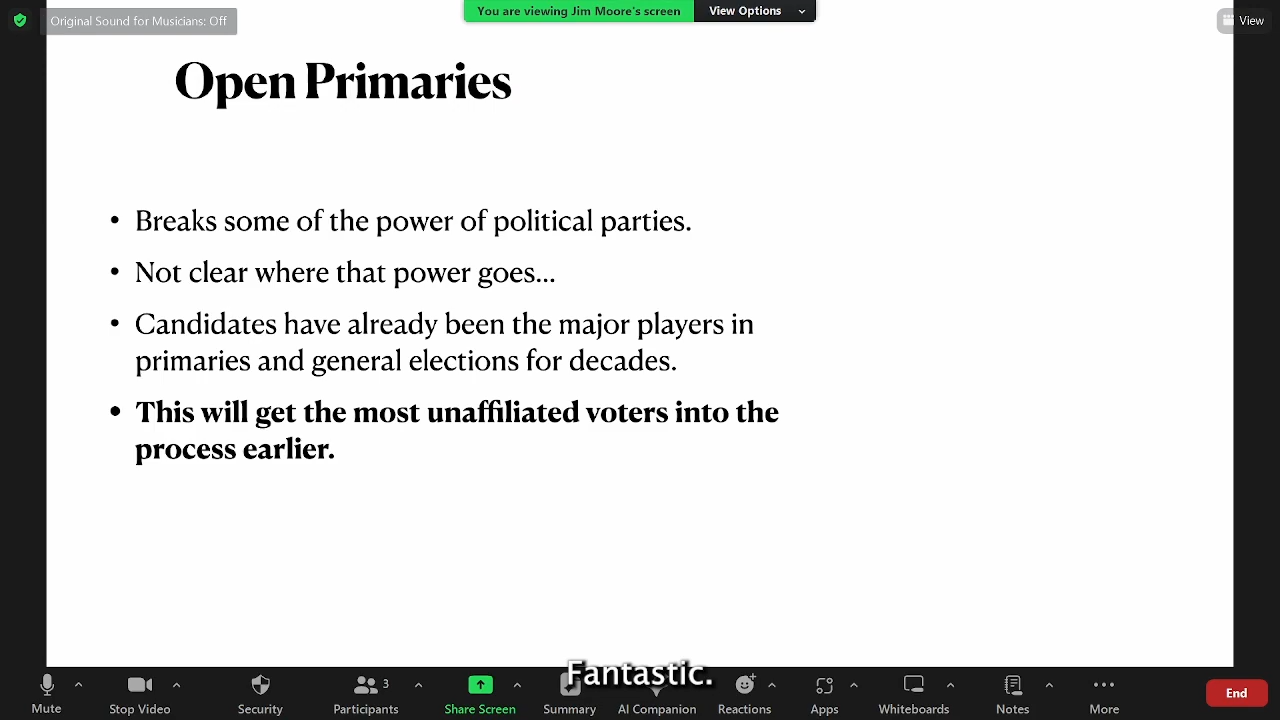 Original Sound for Musicians: Off
You are viewing Jim Moore's screen
View Options
View
Open Primaries
• Breaks some of the power of political parties.
• Not clear where that power goes...
• Candidates have already been the major players in
primaries and general elections for decades.
• This will get the most unaffiliated voters into the
process earlier.
Fantastic.
3
Mute
Stop Video
Security
Participants
Share Screen
Summary
AI Companion
Reactions
Apps
Whiteboards
Notes
More
End